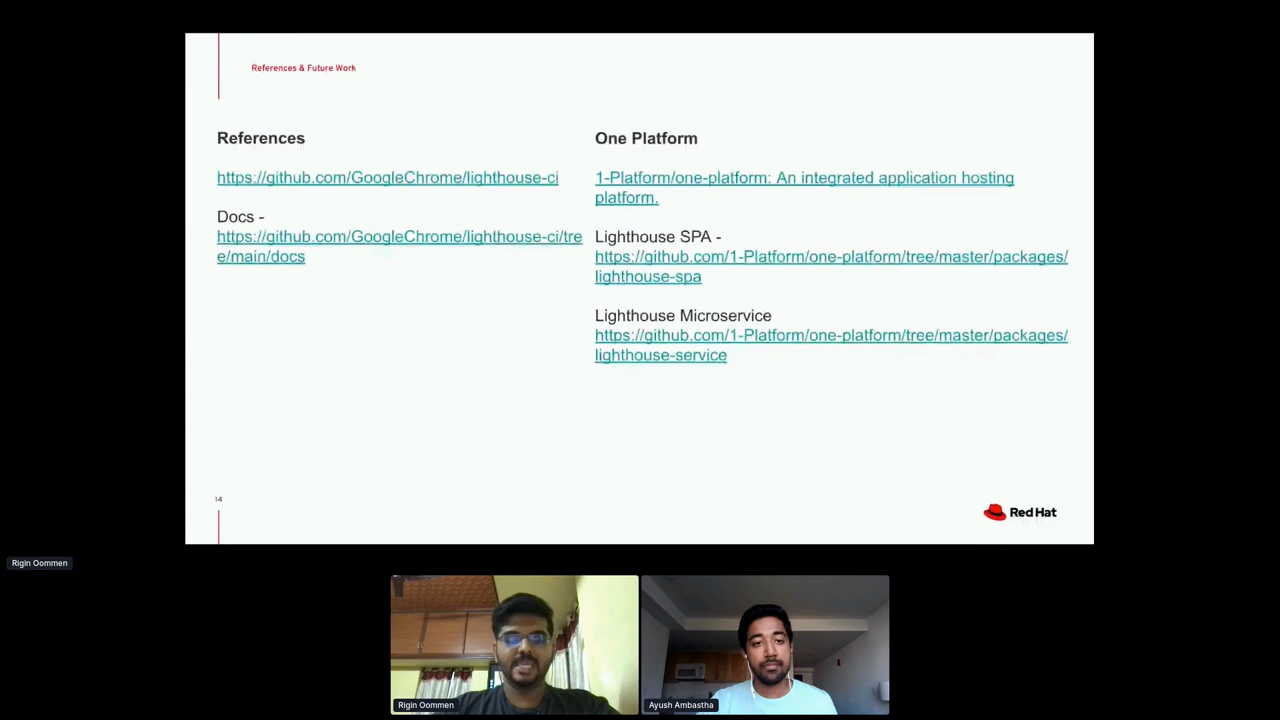 References & Future Work
References
https://github.com/GoogleChrome/lighthouse-ci
Docs -
https://github.com/GoogleChrome/lighthouse-ci/tre
e/main/docs
One Platform
1-Platform/one-platform: An integrated application hosting
platform.
Lighthouse SPA -
https://github.com/1-Platform/one-platform/tree/master/packages/
lighthouse-spa
Lighthouse Microservice
https://github.com/1-Platform/one-platform/tree/master/packages/
lighthouse-service
14
Red Hat
Rigin Oommen
Rigin Oommen
Ayush Ambastha